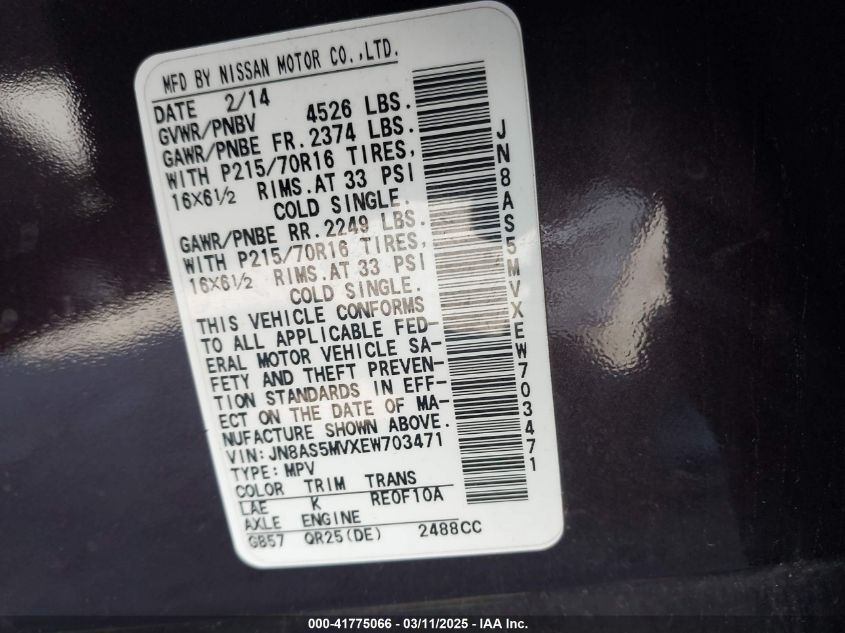 MFD BY NISSAN MOTOR CO.,LTD.
DATE 2/14
GVWR/PNBV 4526 LBS.
GAWR/PNBE FR.2374 LBS.
WITH P215/70R16 TIRES,
16X6½ RIMS.AT 33 PSI
COLD SINGLE.
GAWR/PNBE RR.2249 LBS.
WITH P215/70R16 TIRES,
16X6½ RIMS.AT 33 PSI
COLD SINGLE.
THIS VEHICLE CONFORMS
TO ALL APPLICABLE FED-
ERAL MOTOR VEHICLE SA-
FETY AND THEFT PREVEN-
TION STANDARDS IN EFF-
ECT ON THE DATE OF MA-
NUFACTURE SHOWN ABOVE.
VIN:JN8AS5MVXEW703471
TYPE:MPV
COLOR TRIM TRANS
LAE K RE0F10A
AXLE ENGINE
GB57 QR25(DE) 2488CC
JN8AS5MVXEW703471
000-41775066 - 03/11/2025 - IAA Inc.